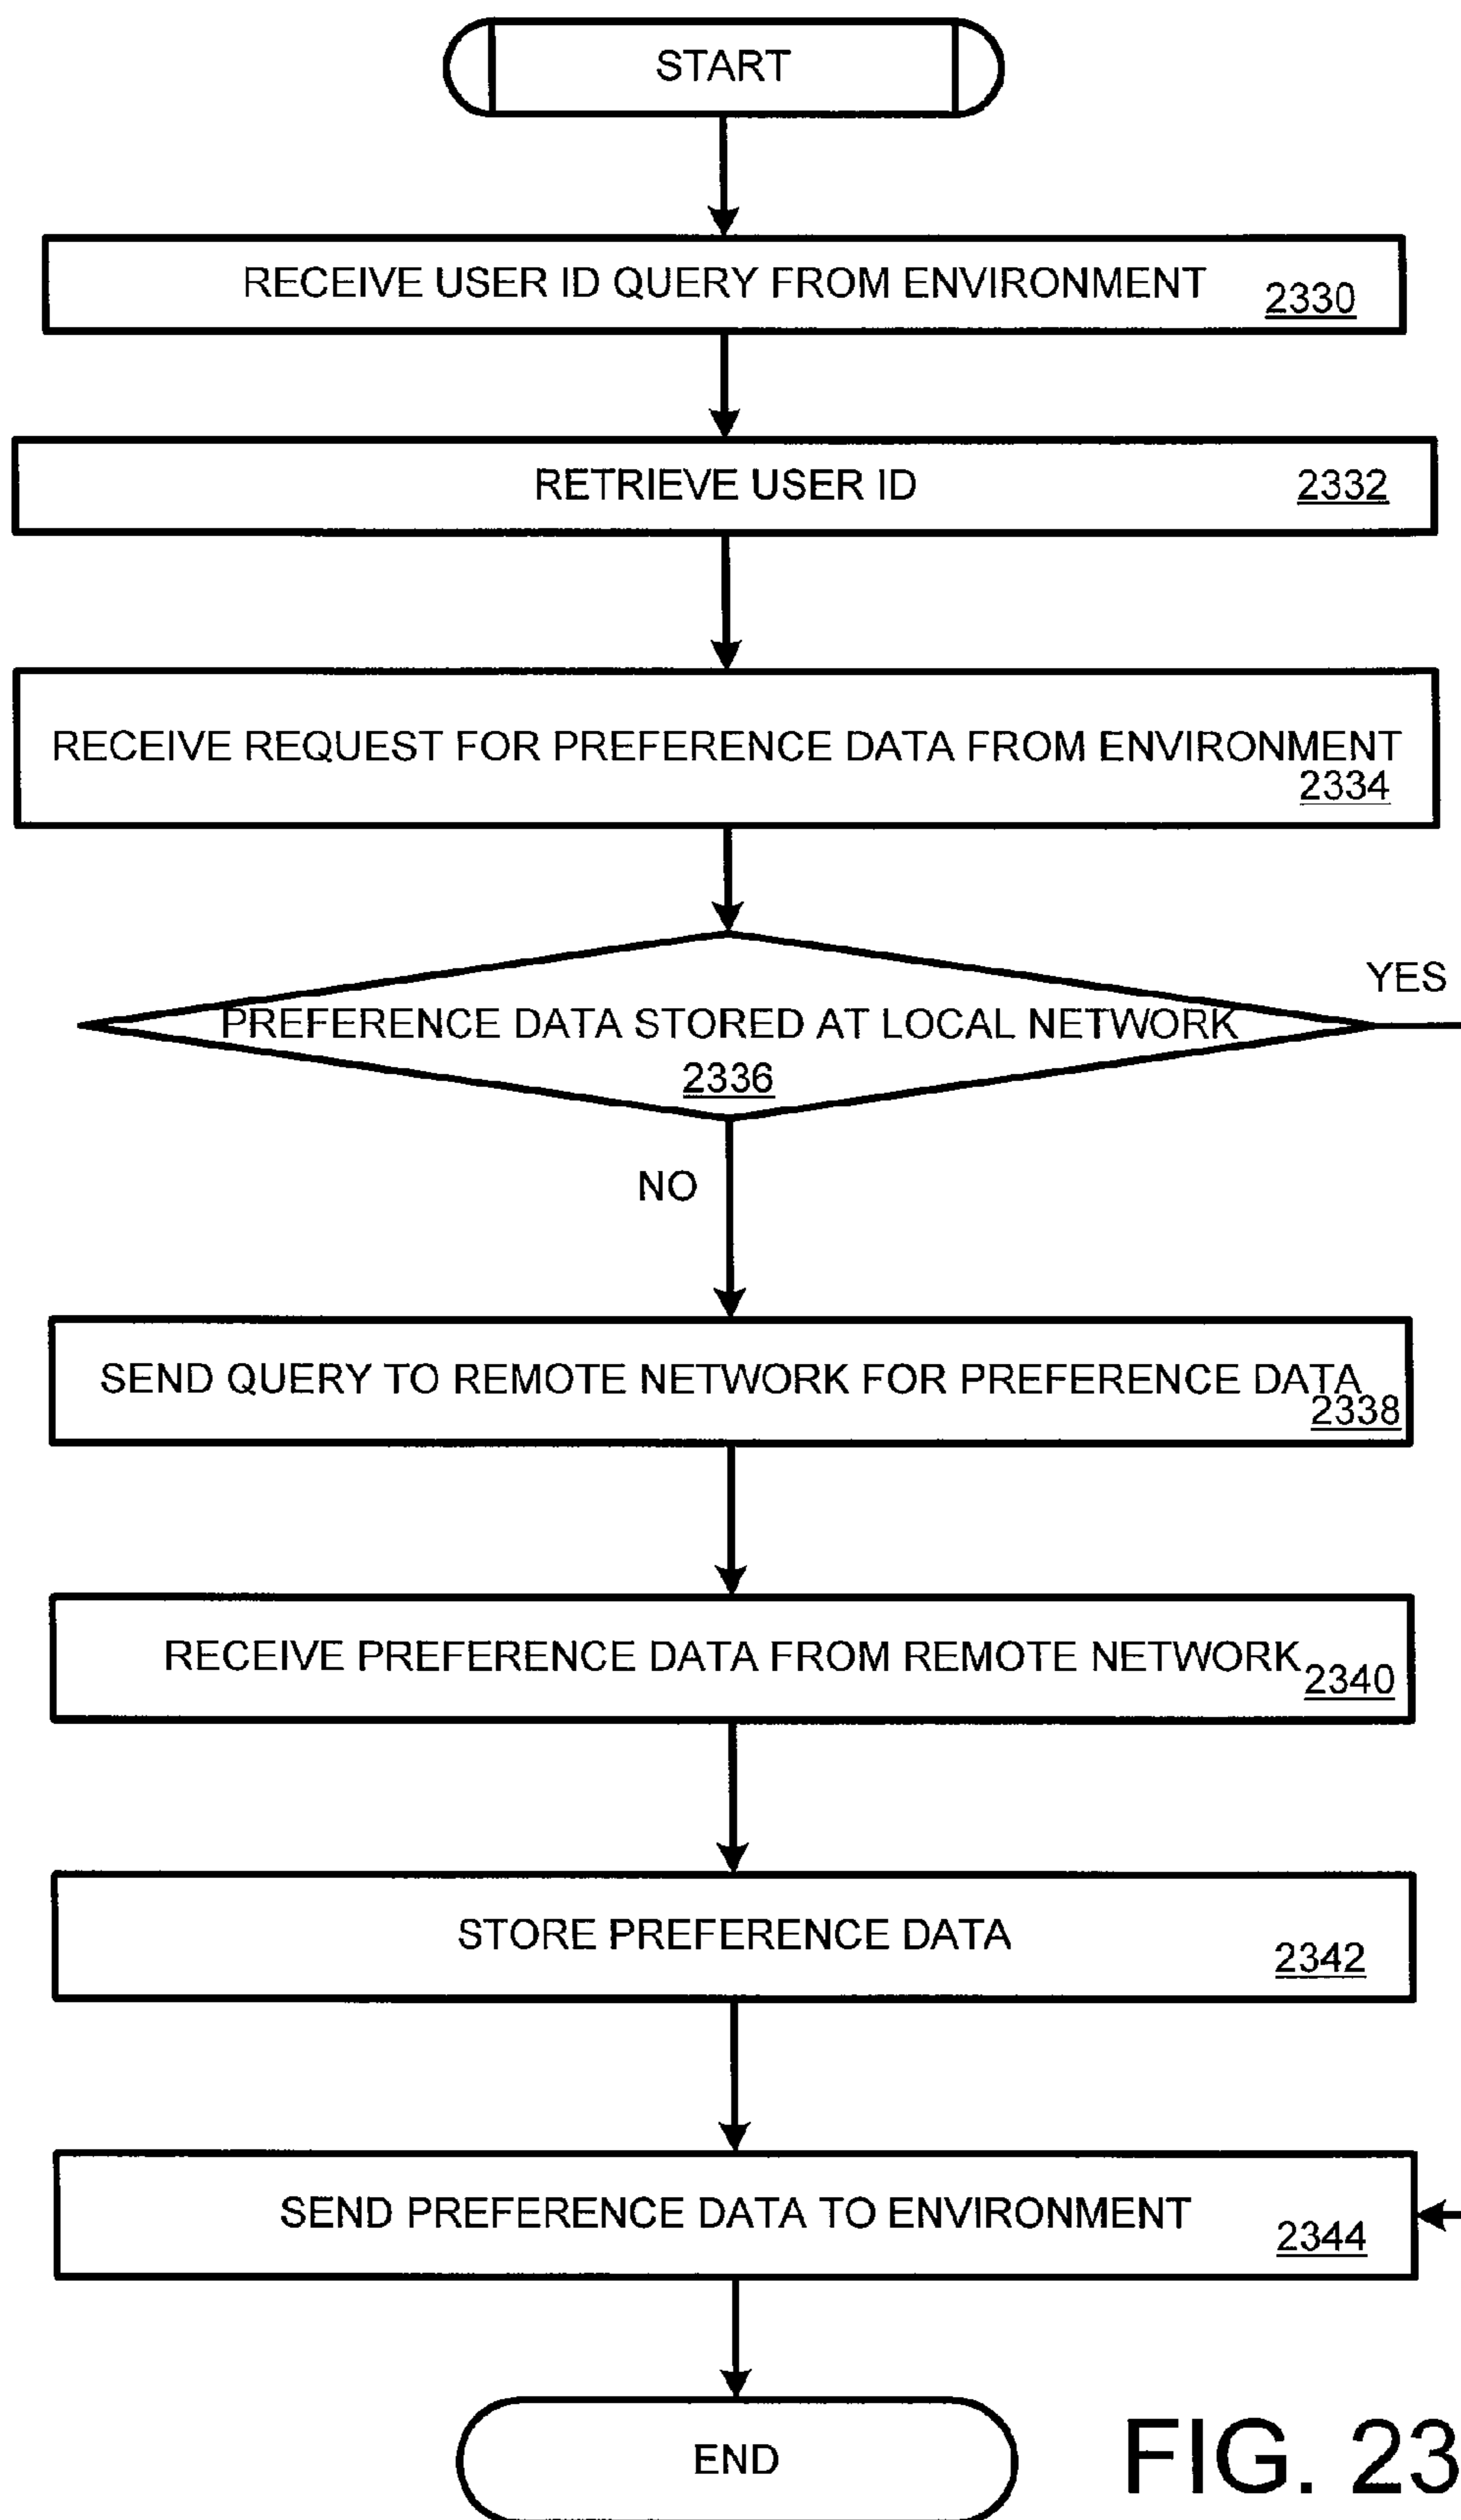 START
RECEIVE USER ID QUERY FROM ENVIRONMENT
2330
RETRIEVE USER ID
2332
RECEIVE REQUEST FOR PREFERENCE DATA FROM ENVIRONMENT
2334
YES
PREFERENCE DATA STORED AT LOCAL NETWORK
2336
NO
SEND QUERY TO REMOTE NETWORK FOR PREFERENCE DATA
2338
RECEIVE PREFERENCE DATA FROM REMOTE NETWORK
2340
STORE PREFERENCE DATA
2342
SEND PREFERENCE DATA TO ENVIRONMENT
2344
END
FIG. 23